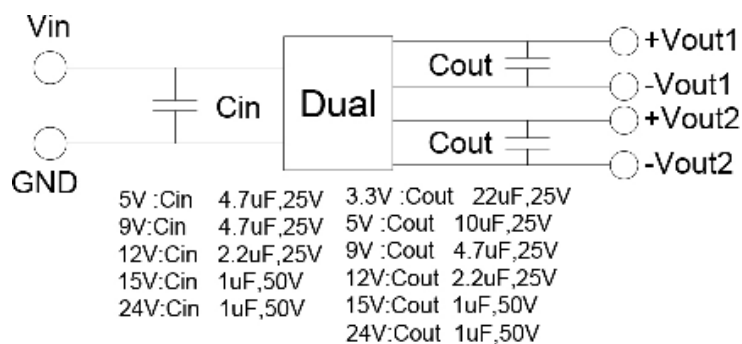 Vin
GND
Cin
Dual
Cout
Cout
+Vout1
-Vout1
+Vout2
-Vout2
5V :Cin 4.7uF,25V
9V:Cin 4.7uF,25V
12V:Cin 2.2uF,25V
15V:Cin 1uF,50V
24V:Cin 1uF,50V
3.3V :Cout 22uF,25V
5V :Cout 10uF,25V
9V :Cout 4.7uF,25V
12V:Cout 2.2uF,25V
15V:Cout 1uF,50V
24V:Cout 1uF,50V